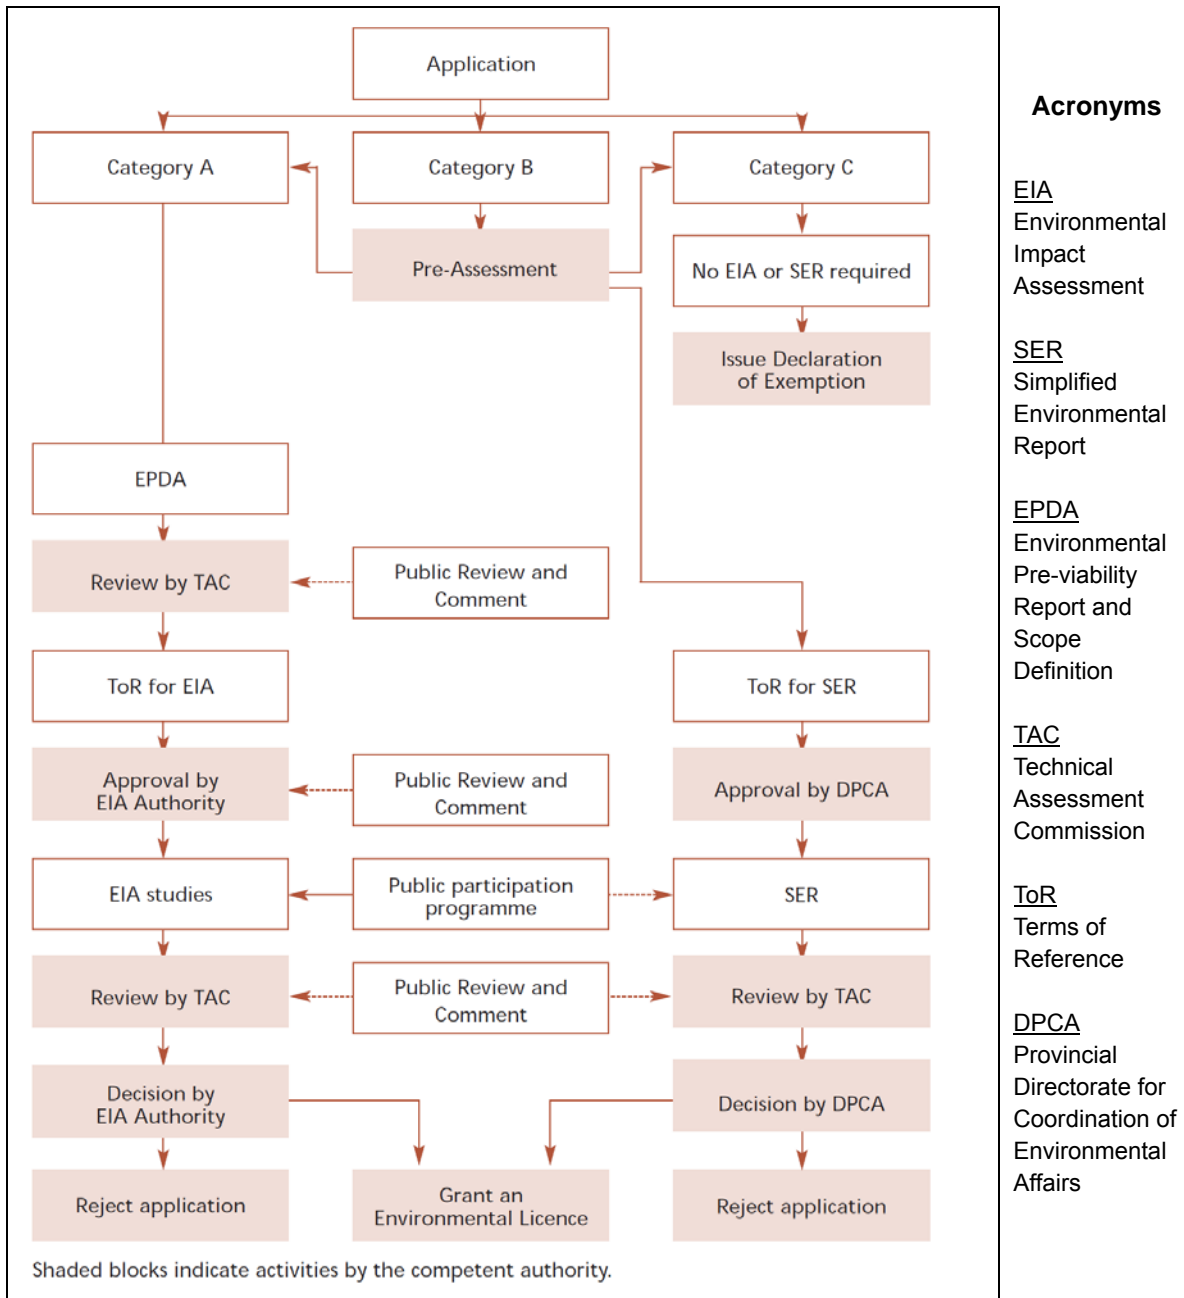 Application
Category A
Category B
Category C
Pre-Assessment
No EIA or SER required
Issue Declaration
of Exemption
EPDA
Review by TAC
Public Review and
Comment
ToR for EIA
ToR for SER
Approval by
EIA Authority
Public Review and
Comment
Approval by DPCA
EIA studies
Public participation
programme
SER
Review by TAC
Public Review and
Comment
Review by TAC
Decision by
EIA Authority
Decision by DPCA
Reject application
Grant an
Environmental Licence
Reject application
Shaded blocks indicate activities by the competent authority.
Acronyms
EIA
Environmental
Impact
Assessment
SER
Simplified
Environmental
Report
EPDA
Environmental
Pre-viability
Report and
Scope
Definition
TAC
Technical
Assessment
Commission
ToR
Terms of
Reference
DPCA
Provincial
Directorate for
Coordination of
Environmental
Affairs